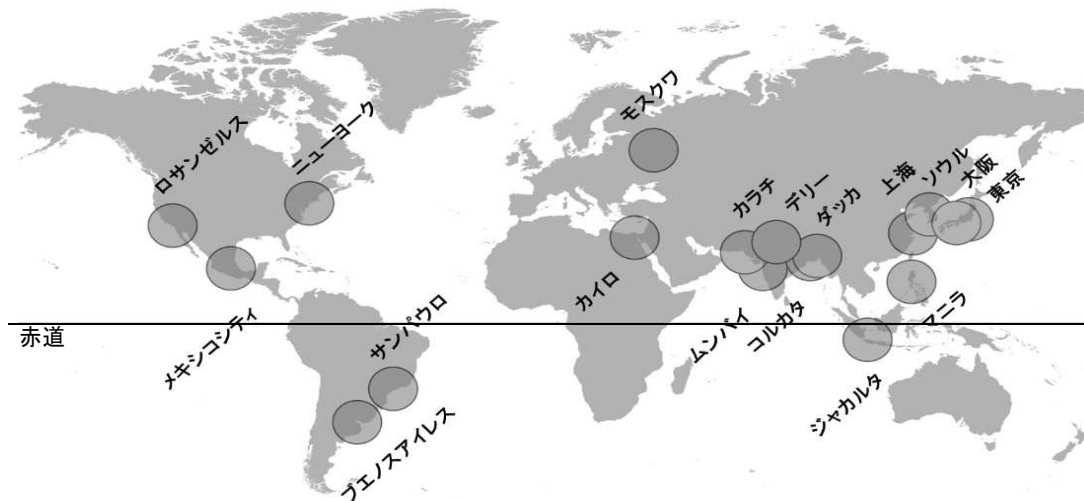 モスクワ
ニューヨーク
ロサンゼルス
カラチ
デリー
ダッカ
上海
ソウル
大阪
東京
カイロ
メキシコシティ
サンパウロ
ムンバイ
コルカタ
マニラ
赤道
ジャカルタ
ブエノスアイレス